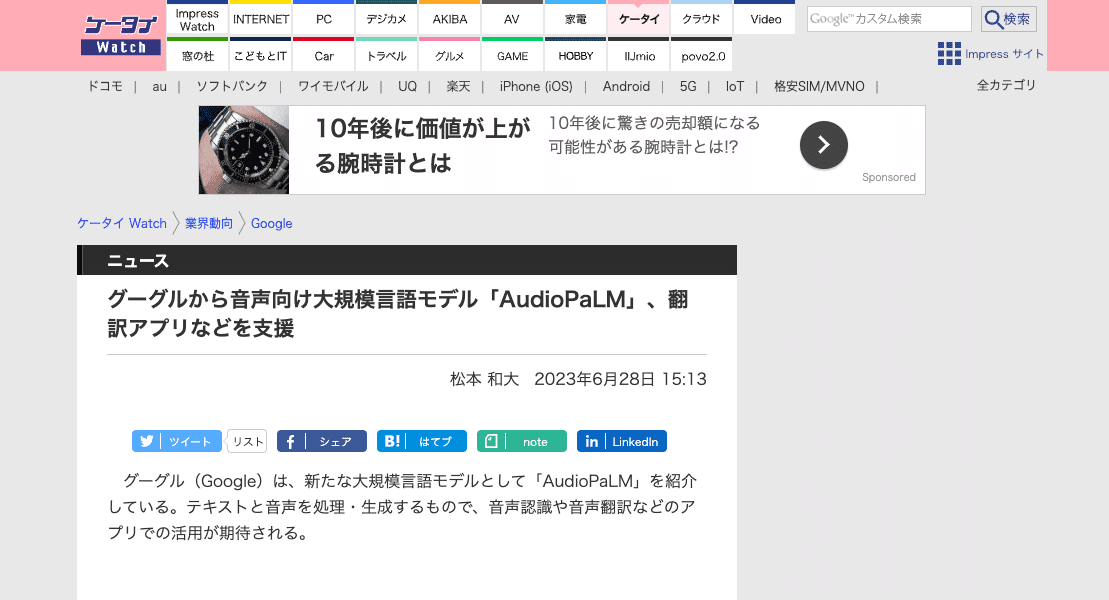 ケータイ
Watch
Impress
Watch
INTERNET
PC
デジカメ
AKIBA
AV
家電
ケータイ
クラウド
Video
Google™カスタム検索
検索
窓の杜
こどもとIT
Car
トラベル
グルメ
GAME
HOBBY
IIJmio
povo2.0
Impress サイト
ドコモ | au | ソフトバンク | ワイモバイル | UQ | 楽天 | iPhone (iOS) | Android | 5G | IoT | 格安SIM/MVNO |
全カテゴリ
10年後に価値が上が
る腕時計とは
10年後に驚きの売却額になる
可能性がある腕時計とは!?
Sponsored
ケータイ Watch 業界動向 Google
ニュース
グーグルから音声向け大規模言語モデル「AudioPaLM」、翻
訳アプリなどを支援
松本 和大 2023年6月28日 15:13
ツイート
リスト
シェア
B! はてブ
note
in LinkedIn
グーグル（Google）は、新たな大規模言語モデルとして「AudioPaLM」を紹介
している。テキストと音声を処理・生成するもので、音声認識や音声翻訳などのア
プリでの活用が期待される。